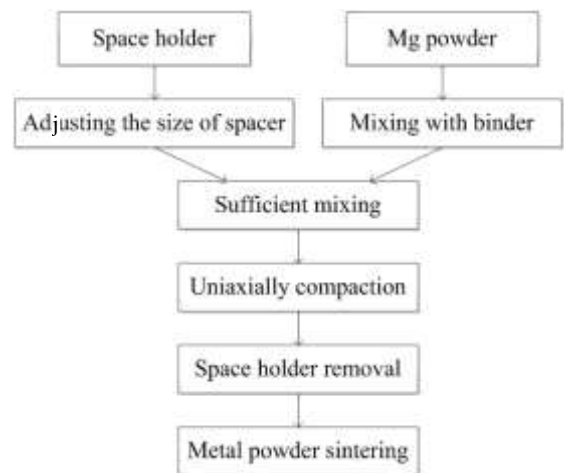 Space holder
Mg powder
Adjusting the size of spacer
Mixing with binder
Sufficient mixing
Uniaxially compaction
Space holder removal
Metal powder sintering